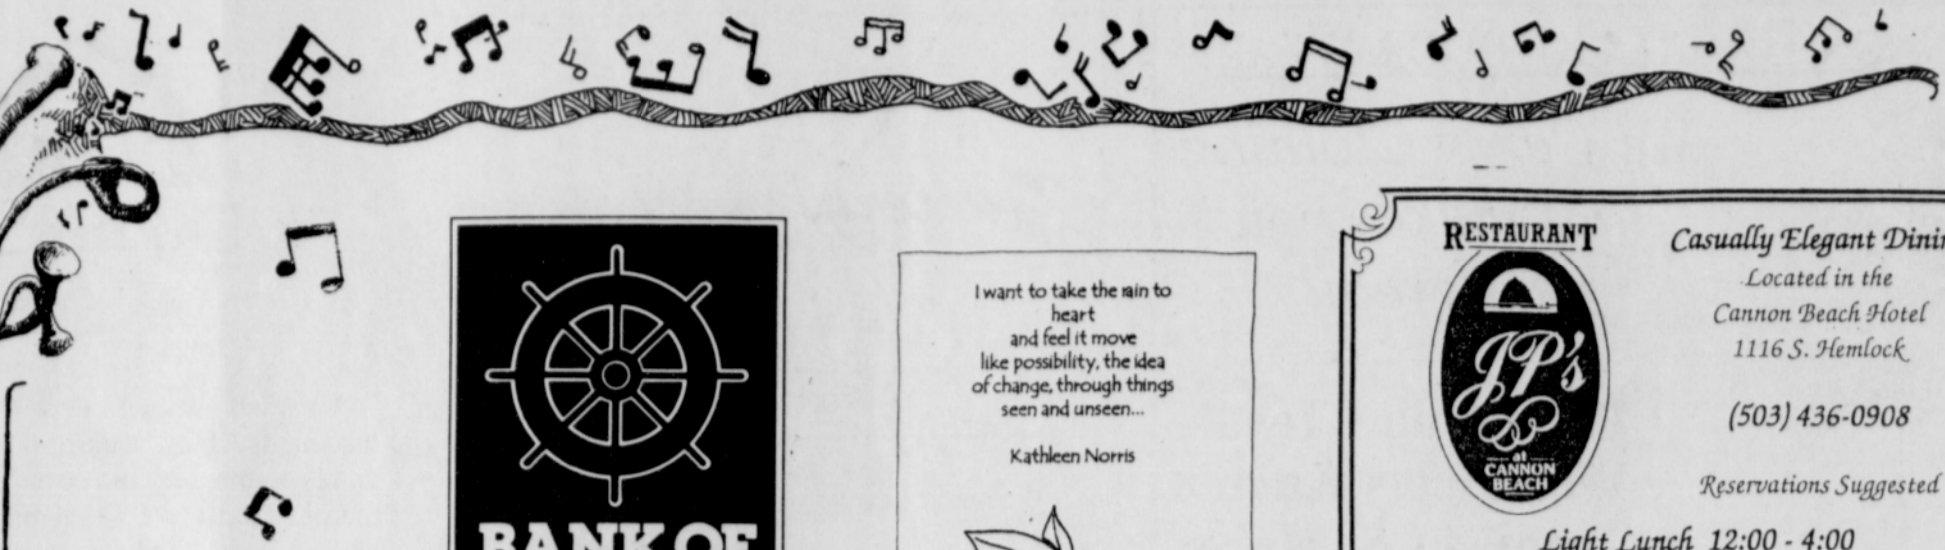 BANK OF
I want to take the rain to
heart
and feel it move
like possibility, the idea
of change, through things
seen and unseen...
Kathleen Norris
RESTAURANT
JP's
at
CANNON
BEACH
Casually Elegant
Located in the
Cannon Beach Hotel
1116 S. Hemlock
(503) 436-0908
Reservations Suggested
Light Lunch 12:00 - 4:00